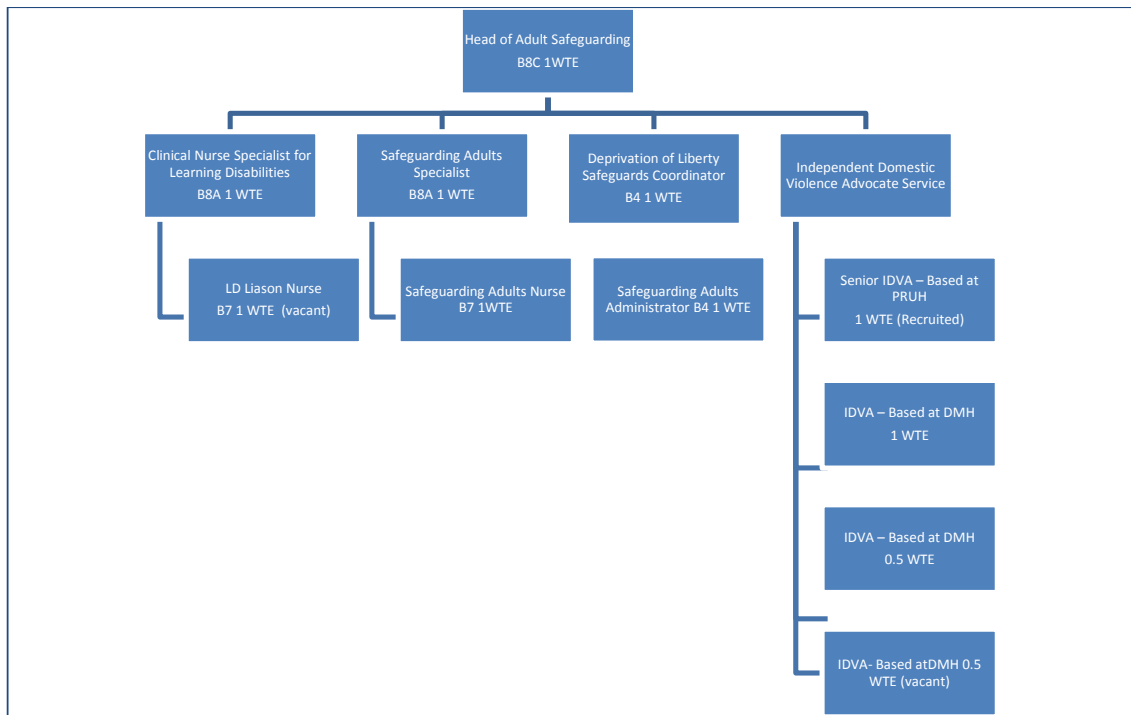 Head of Adult Safeguarding
B8C 1WTE
Clinical Nurse Specialist for
Learning Disabilities
B8A 1 WTE
Safeguarding Adults
Specialist
B8A 1 WTE
Deprivation of Liberty
Safeguards Coordinator
B4 1 WTE
Independent Domestic
Violence Advocate Service
LD Liason Nurse
B7 1 WTE (vacant)
Safeguarding Adults Nurse
B7 1WTE
Safeguarding Adults
Administrator B4 1 WTE
Senior IDVA – Based at
PRUH
1 WTE (Recruited)
IDVA – Based at DMH
1 WTE
IDVA – Based at DMH
0.5 WTE
IDVA- Based atDMH 0.5
WTE (vacant)